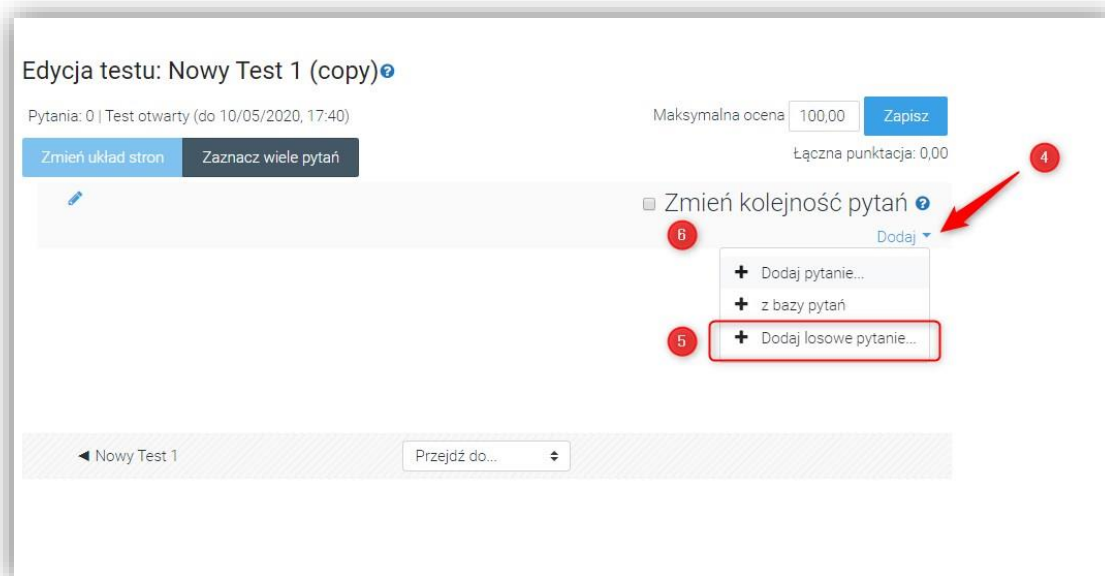 Edycja testu: Nowy Test 1 (copy)
Pytania: 0 | Test otwarty (do 10/05/2020, 17:40)
Maksymalna ocena 100,00 Zapisz
Zmień układ stron Zaznacz wiele pytań
Łączna punktacja: 0,00
4
Zmień kolejność pytań
6
Dodaj
Dodaj pytanie...
z bazy pytań
5
Dodaj losowe pytanie...
Nowy Test 1
Przejdź do...